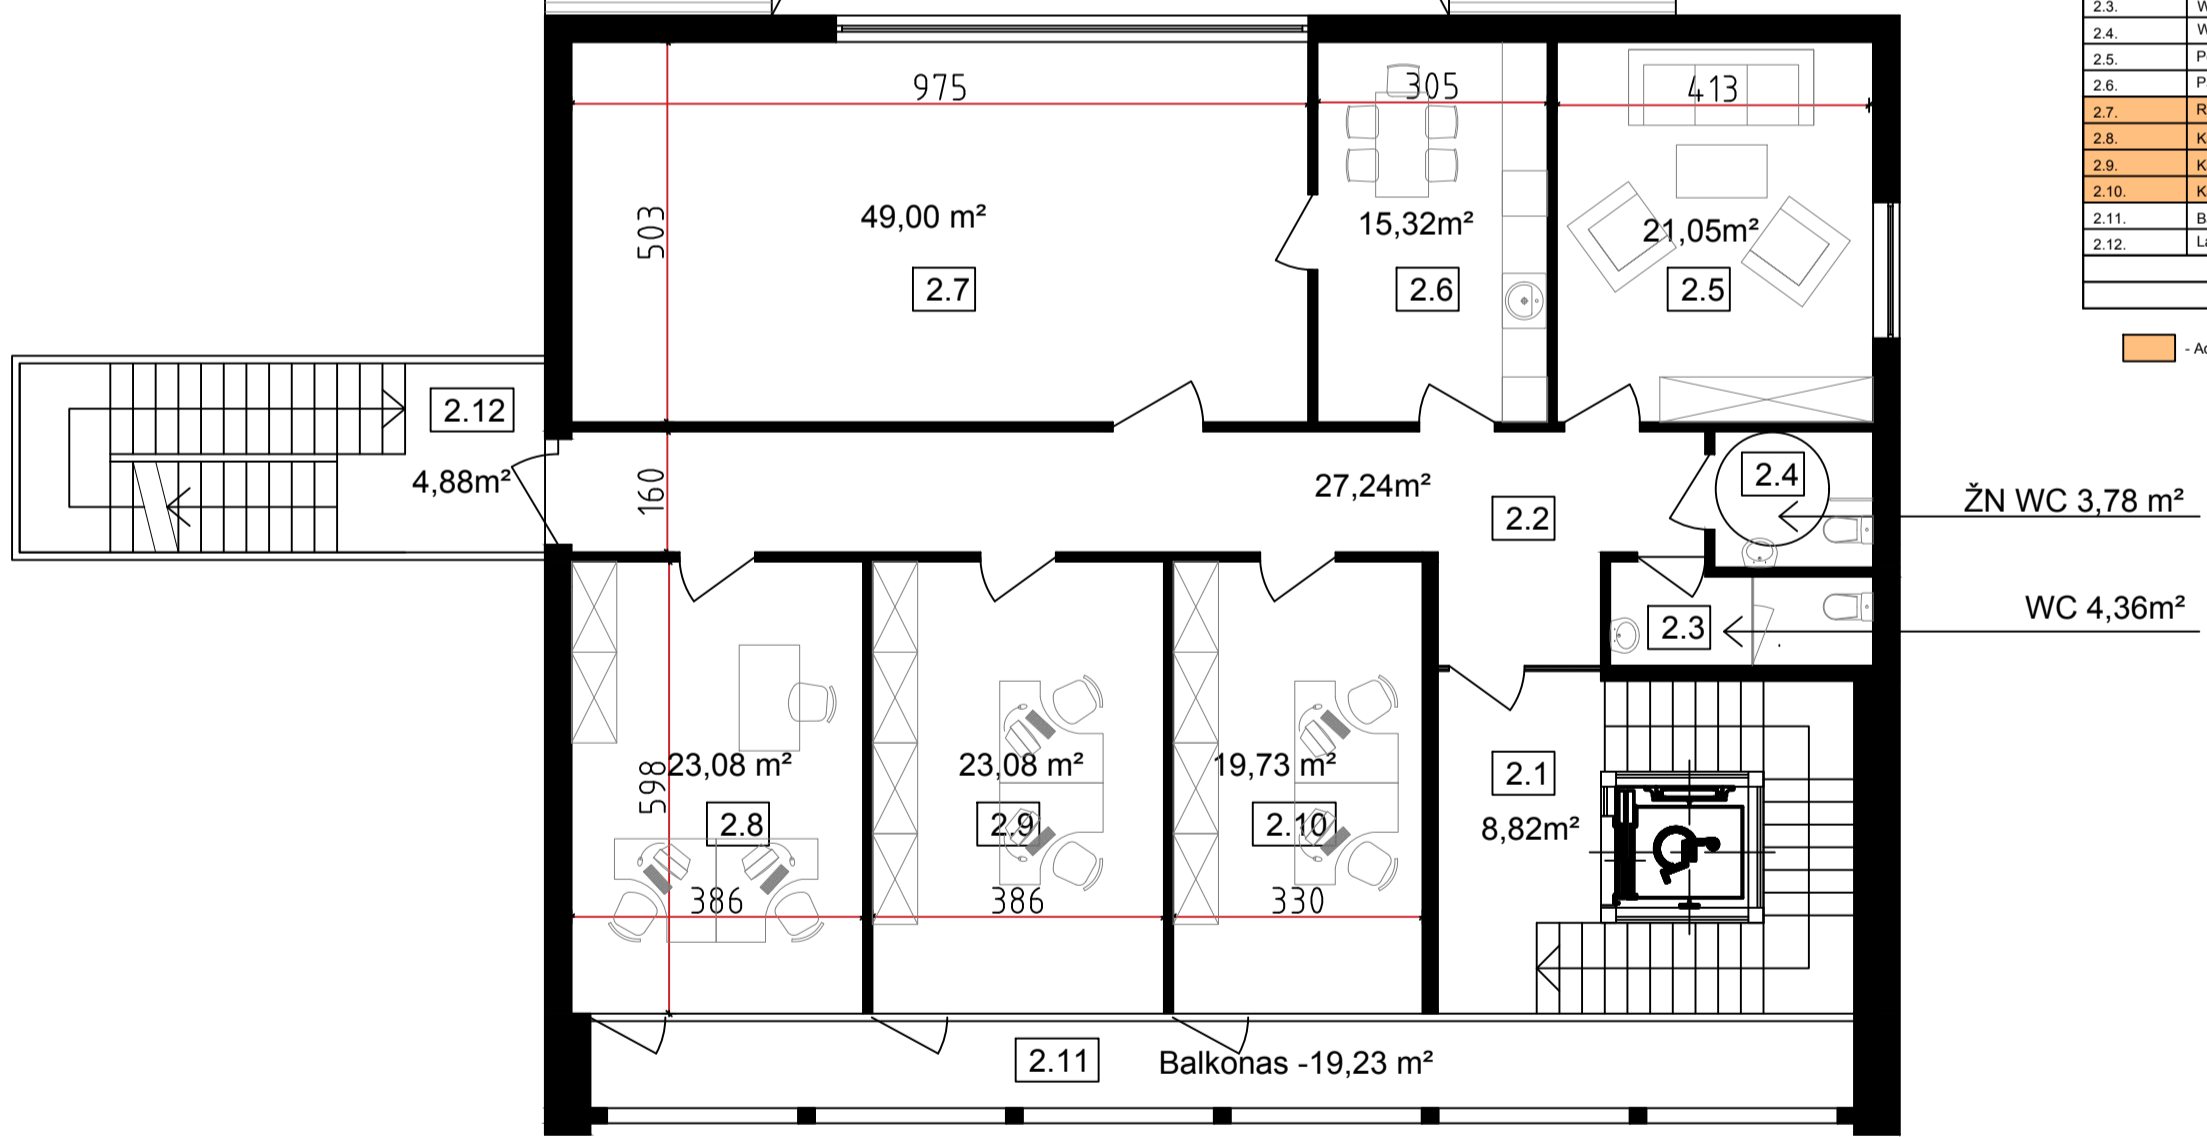 2.3. W
2.4. W
2.5. P
2.6. P
2.7. R
2.8. K
2.9. K
2.10. K
2.11. B
2.12. La
- Ad
975
305
413
503
49,00 m²
15,32m²
21,05m²
2.7
2.6
2.5
2.12
4,88m²
160
27,24m²
2.2
2.4
ŽN WC 3,78 m²
2.3
WC 4,36m²
598
23,08 m²
23,08 m²
19,73 m²
2.1
2.8
2.9
2.10
8,82m²
386
386
330
2.11
Balkonas -19,23 m²